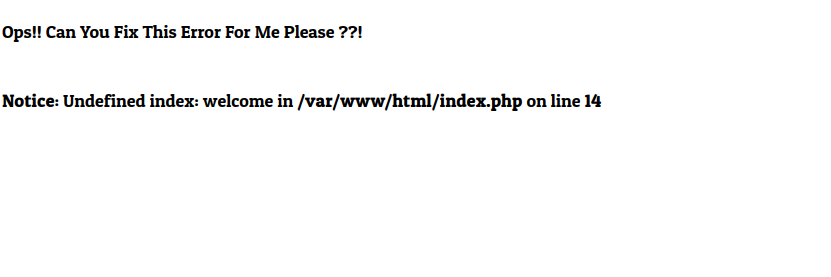 Ops!! Can You Fix This Error For Me Please ??!
Notice: Undefined index: welcome in /var/www/html/index.php on line 14